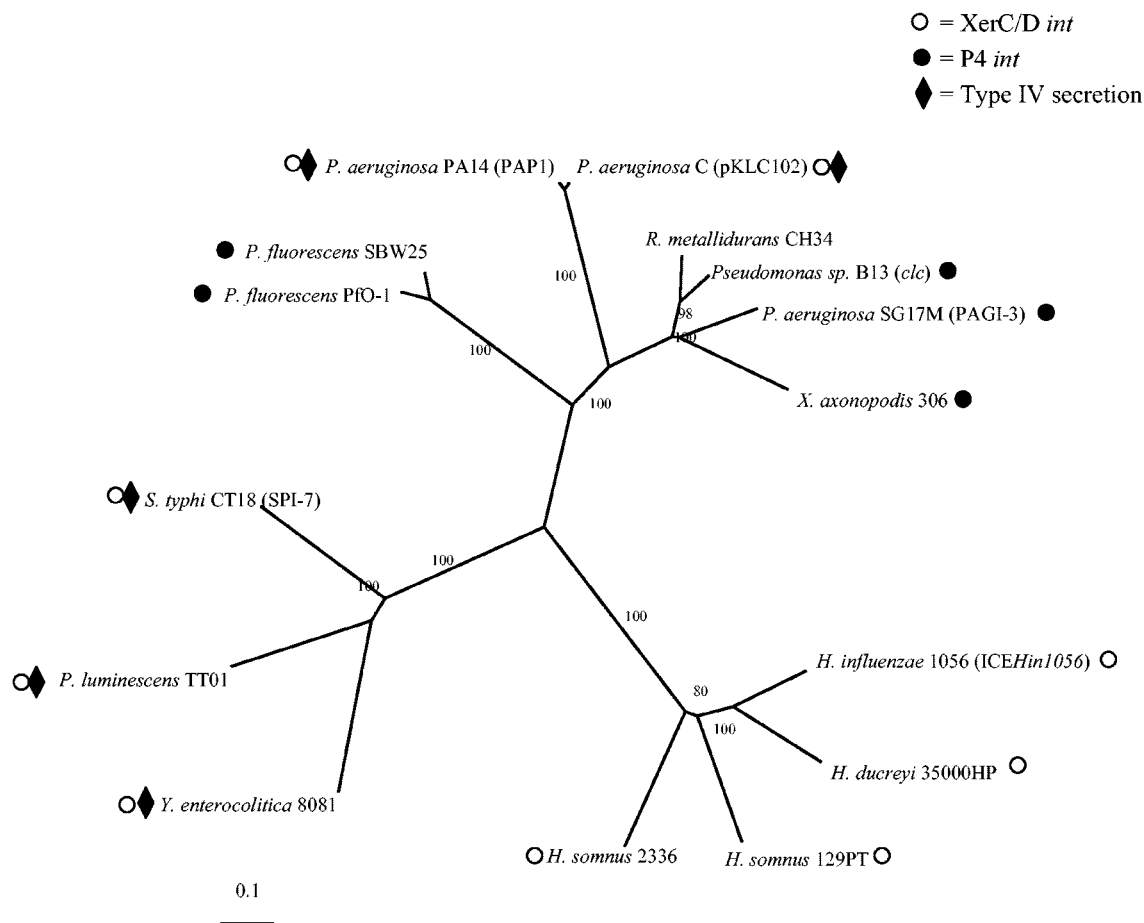 = XerC/D int
= P4 int
= Type IV secretion
P. aeruginosa PA14 (PAP1)
P. aeruginosa C (pKLC102)
R. metallidurans CH34
P. fluorescens SBW25
Pseudomonas sp. B13 (clc)
100
P. fluorescens PfO-1
98
P. aeruginosa SG17M (PAGI-3)
100
100
X. axonopodis 306
100
S. typhi CT18 (SPI-7)
100
100
100
H. influenzae 1056 (ICEHin1056)
P. luminescens TT01
80
100
H. ducreyi 35000HP
Y. enterocolitica 8081
H. somnus 2336
H. somnus 129PT
0.1